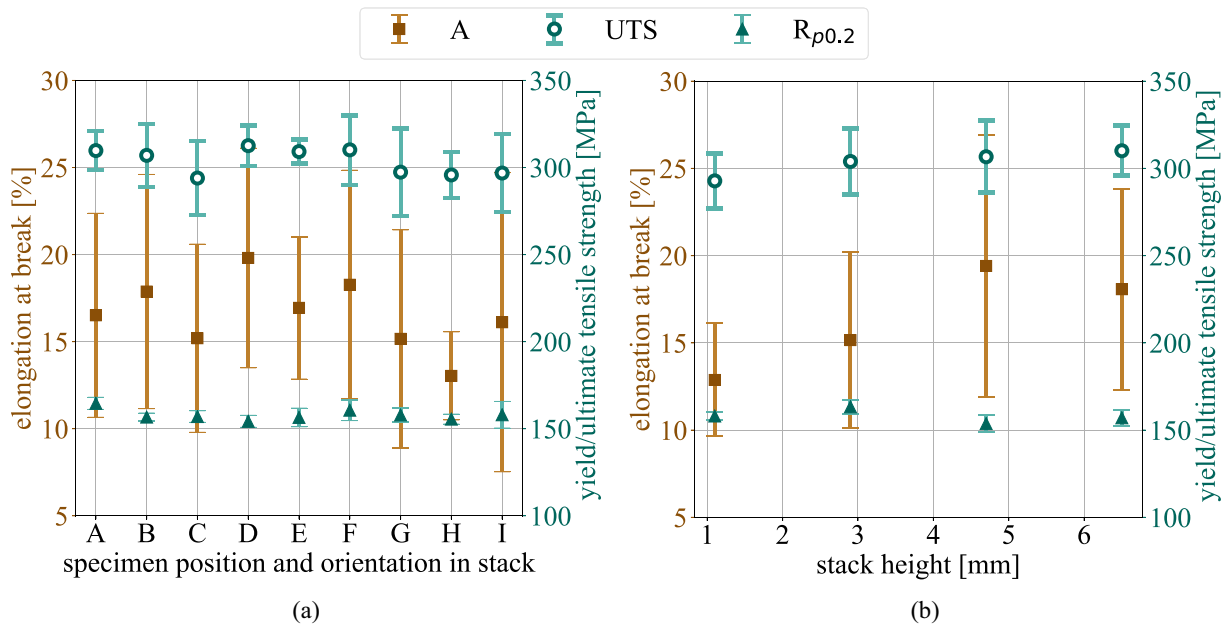 A UTS Rp0.2
elongation at break [%]
30
25
20
15
10
5
A B C D E F G H I
specimen position and orientation in stack
350
300
250
200
150
100
yield/ultimate tensile strength [MPa]
(a)
elongation at break [%]
30
25
20
15
10
5
1 2 3 4 5 6
stack height [mm]
350
300
250
200
150
100
yield/ultimate tensile strength [MPa]
(b)